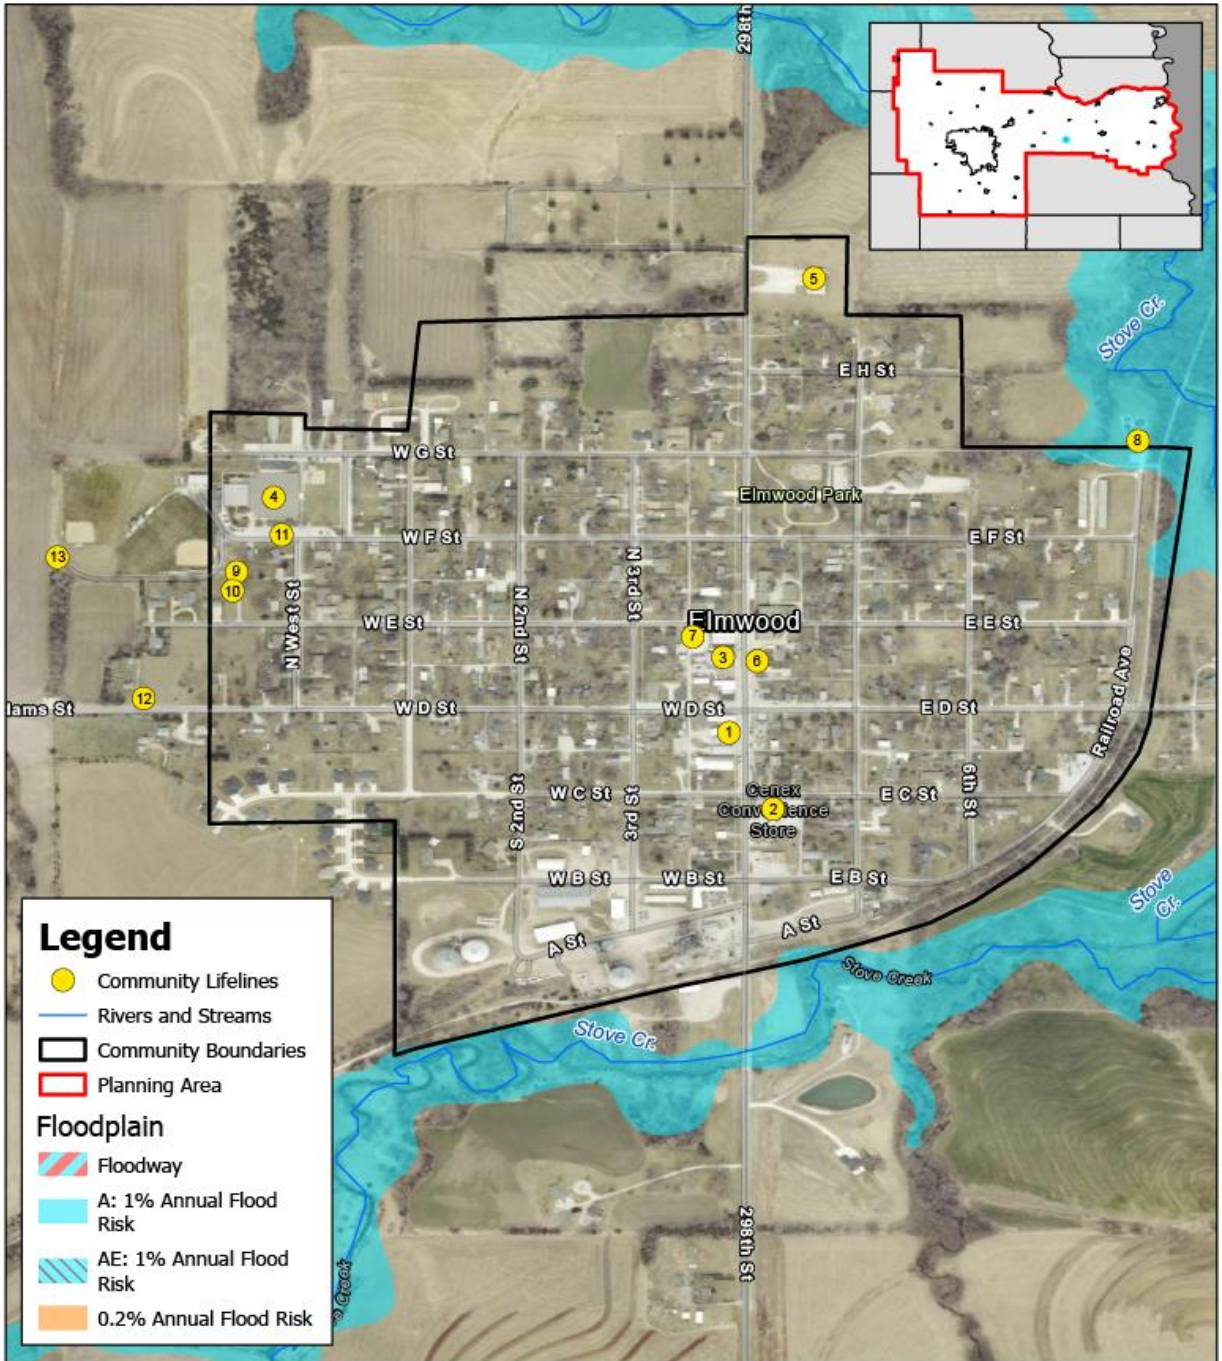 298th
Stove Cr.
5
E H St
8
W G St
4
Elmwood Park
11
W F St
E F St
13
9
10
N West St
N 2nd St
N 3rd St
W E St
Elmwood
E E St
7
3
6
12
lams St
W D St
W D St
E D St
Railroad Ave
1
S 2nd St
W C St
3rd St
Cenex
Convenience
Store
2
E C St
6th St
W B St
W B St
E B St
A St
A St
Stove
Cr.
Stove Creek
Stove Cr.
298th St
Creek
Legend
Community Lifelines
Rivers and Streams
Community Boundaries
Planning Area
Floodplain
Floodway
A: 1% Annual Flood
Risk
AE: 1% Annual Flood
Risk
0.2% Annual Flood Risk